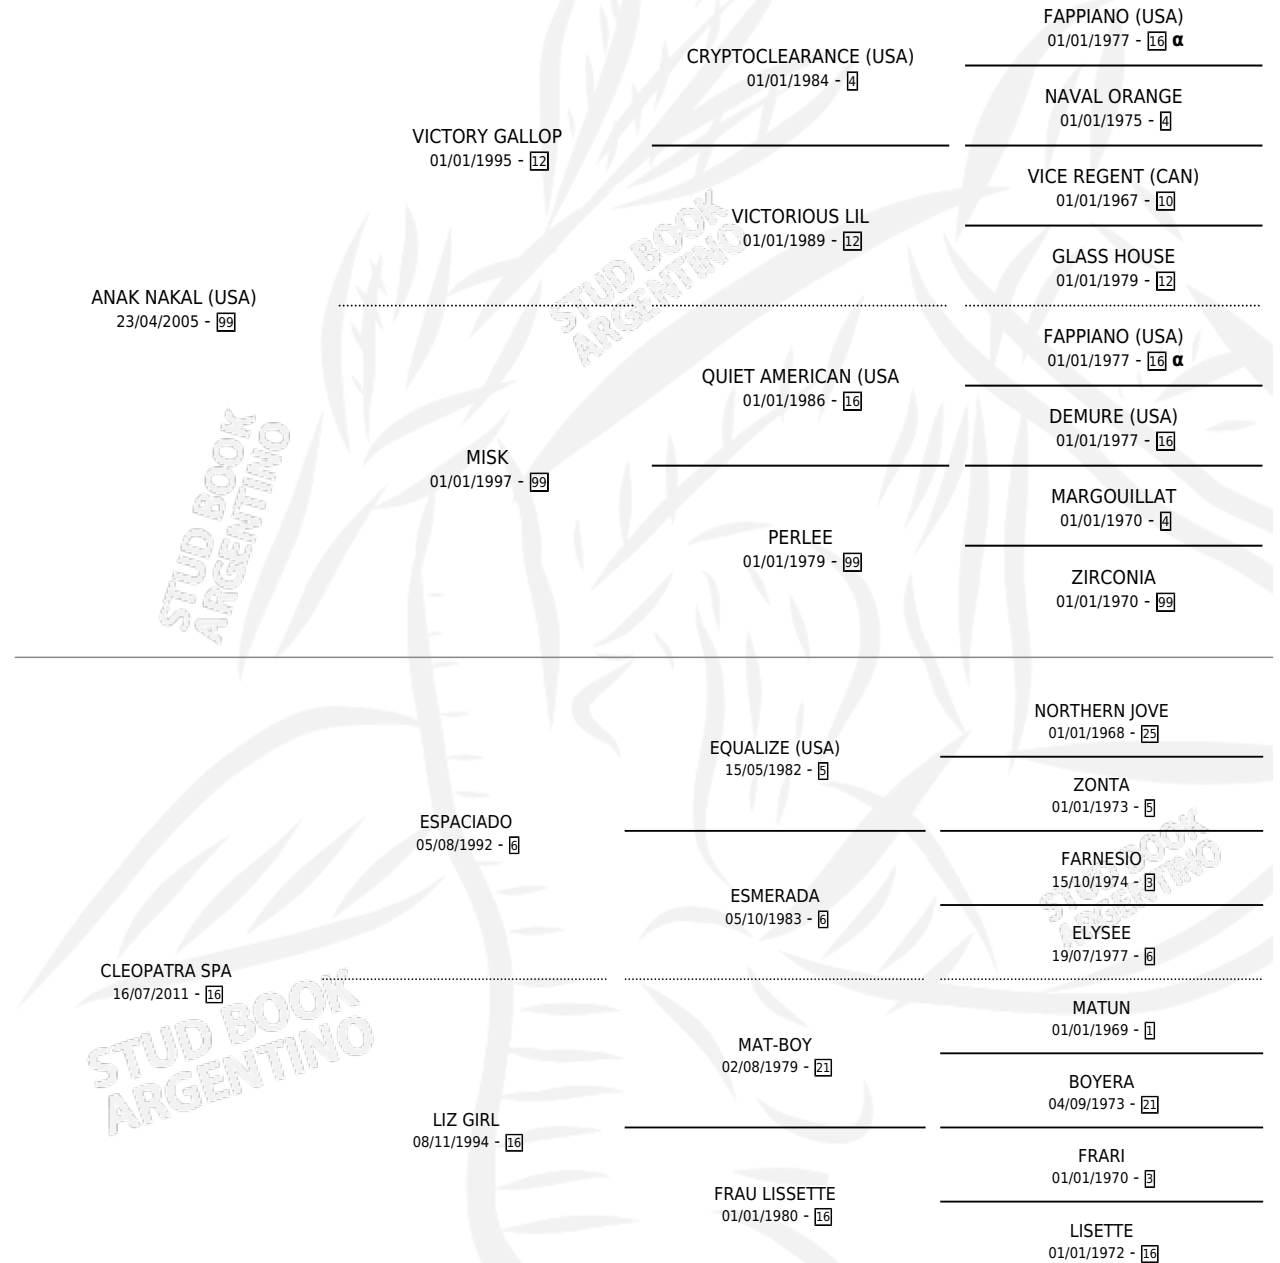 FAPPIANO (USA)
01/01/1977 - 16 α
CRYPTOCLEARANCE (USA)
01/01/1984 - 4
NAVAL ORANGE
01/01/1975 - 4
VICTORY GALLOP
01/01/1995 - 12
VICE REGENT (CAN)
01/01/1967 - 10
VICTORIOUS LIL
01/01/1989 - 12
GLASS HOUSE
01/01/1979 - 12
ANAK NAKAL (USA)
23/04/2005 - 99
FAPPIANO (USA)
01/01/1977 - 16 α
QUIET AMERICAN (USA
01/01/1986 - 16
DEMURE (USA)
01/01/1977 - 16
MISK
01/01/1997 - 99
MARGOUILLAT
01/01/1970 - 4
PERLEE
01/01/1979 - 99
ZIRCONIA
01/01/1970 - 99
NORTHERN JOVE
01/01/1968 - 25
EQUALIZE (USA)
15/05/1982 - 5
ZONTA
01/01/1973 - 5
ESPACIADO
05/08/1992 - 6
FARNESIO
15/10/1974 - 3
ESMERADA
05/10/1983 - 6
ELYSEE
19/07/1977 - 6
CLEOPATRA SPA
16/07/2011 - 16
MATUN
01/01/1969 - 1
MAT-BOY
02/08/1979 - 21
BOYERA
04/09/1973 - 21
LIZ GIRL
08/11/1994 - 16
FRARI
01/01/1970 - 3
FRAU LISSETTE
01/01/1980 - 16
LISETTE
01/01/1972 - 16
STUD BOOK
ARGENTINO
STUD BOOK
ARGENTINO
STUD BOOK
ARGENTINO
STUD BOOK
ARGENTINO